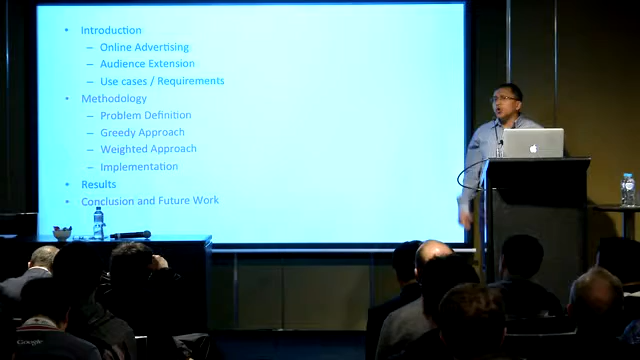 • Introduction
– Online Advertising
– Audience Extension
– Use cases / Requirements
• Methodology
– Problem Definition
– Greedy Approach
– Weighted Approach
– Implementation
• Results
• Conclusion and Future Work
Google